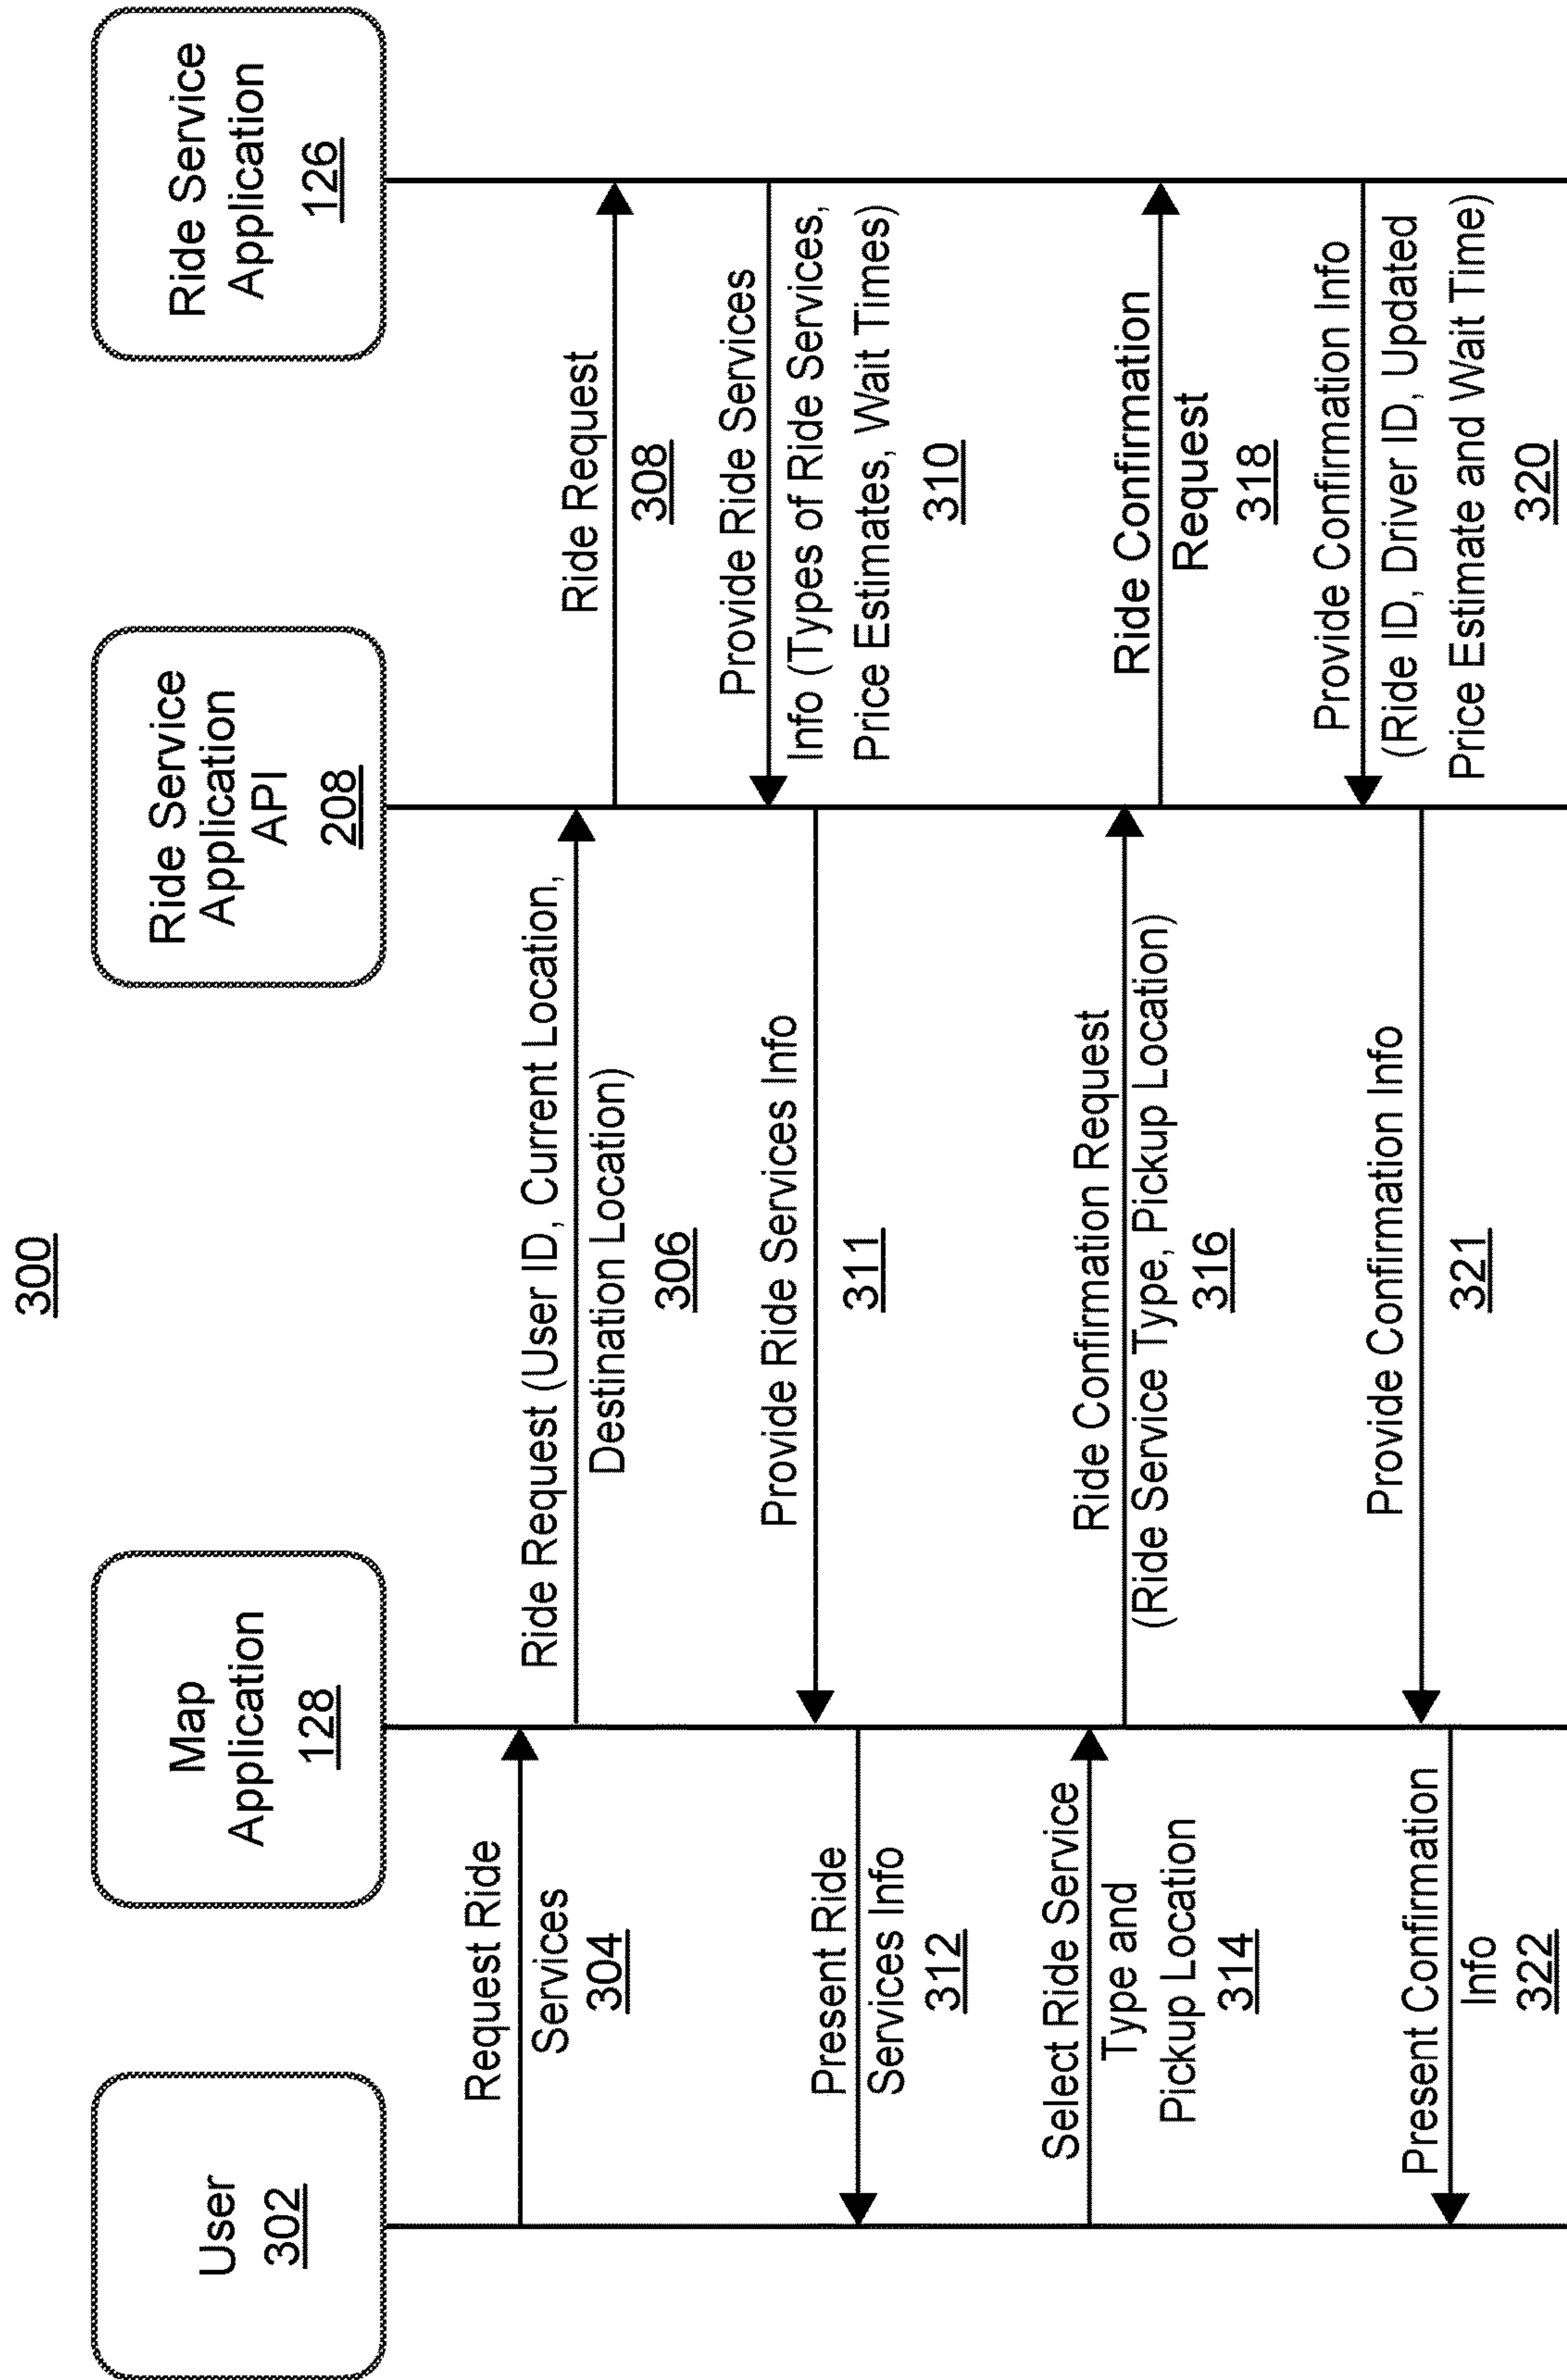 300
User
302
Map
Application
128
Ride Service
Application
API
208
Ride Service
Application
126
Request Ride
Services
304
Ride Request (User ID, Current Location,
Destination Location)
306
Ride Request
308
Provide Ride Services
Info (Types of Ride Services,
Price Estimates, Wait Times)
310
Provide Ride Services Info
311
Present Ride
Services Info
312
Select Ride Service
Type and
Pickup Location
314
Ride Confirmation Request
(Ride Service Type, Pickup Location)
316
Ride Confirmation
Request
318
Provide Confirmation Info
(Ride ID, Driver ID, Updated
Price Estimate and Wait Time)
320
Provide Confirmation Info
321
Present Confirmation
Info
322